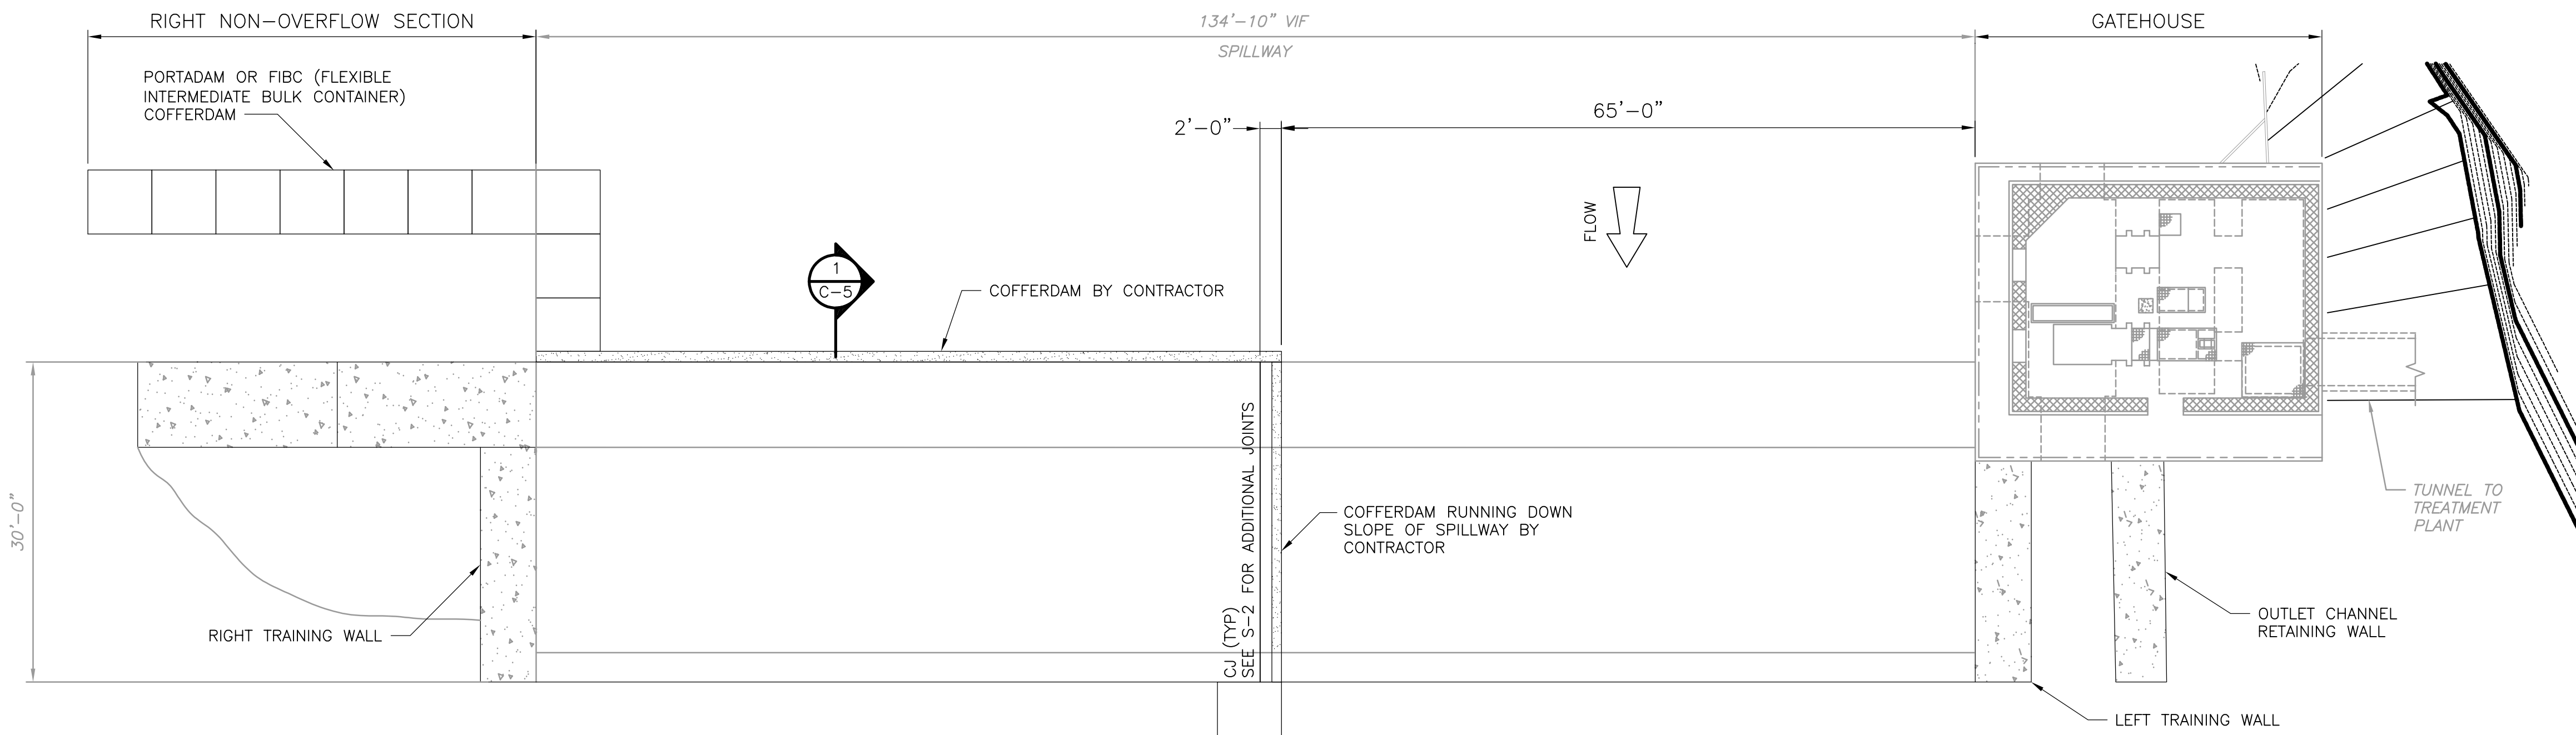 RIGHT NON-OVERFLOW SECTION
134'-10" VIF
SPILLWAY
GATEHOUSE
PORTADAM OR FIBC (FLEXIBLE
INTERMEDIATE BULK CONTAINER)
COFFERDAM
2'-0"
65'-0"
FLOW
1
C-5
COFFERDAM BY CONTRACTOR
30'-0"
CJ (TYP)
SEE S-2 FOR ADDITIONAL JOINTS
COFFERDAM RUNNING DOWN
SLOPE OF SPILLWAY BY
CONTRACTOR
TUNNEL TO
TREATMENT
PLANT
RIGHT TRAINING WALL
OUTLET CHANNEL
RETAINING WALL
LEFT TRAINING WALL